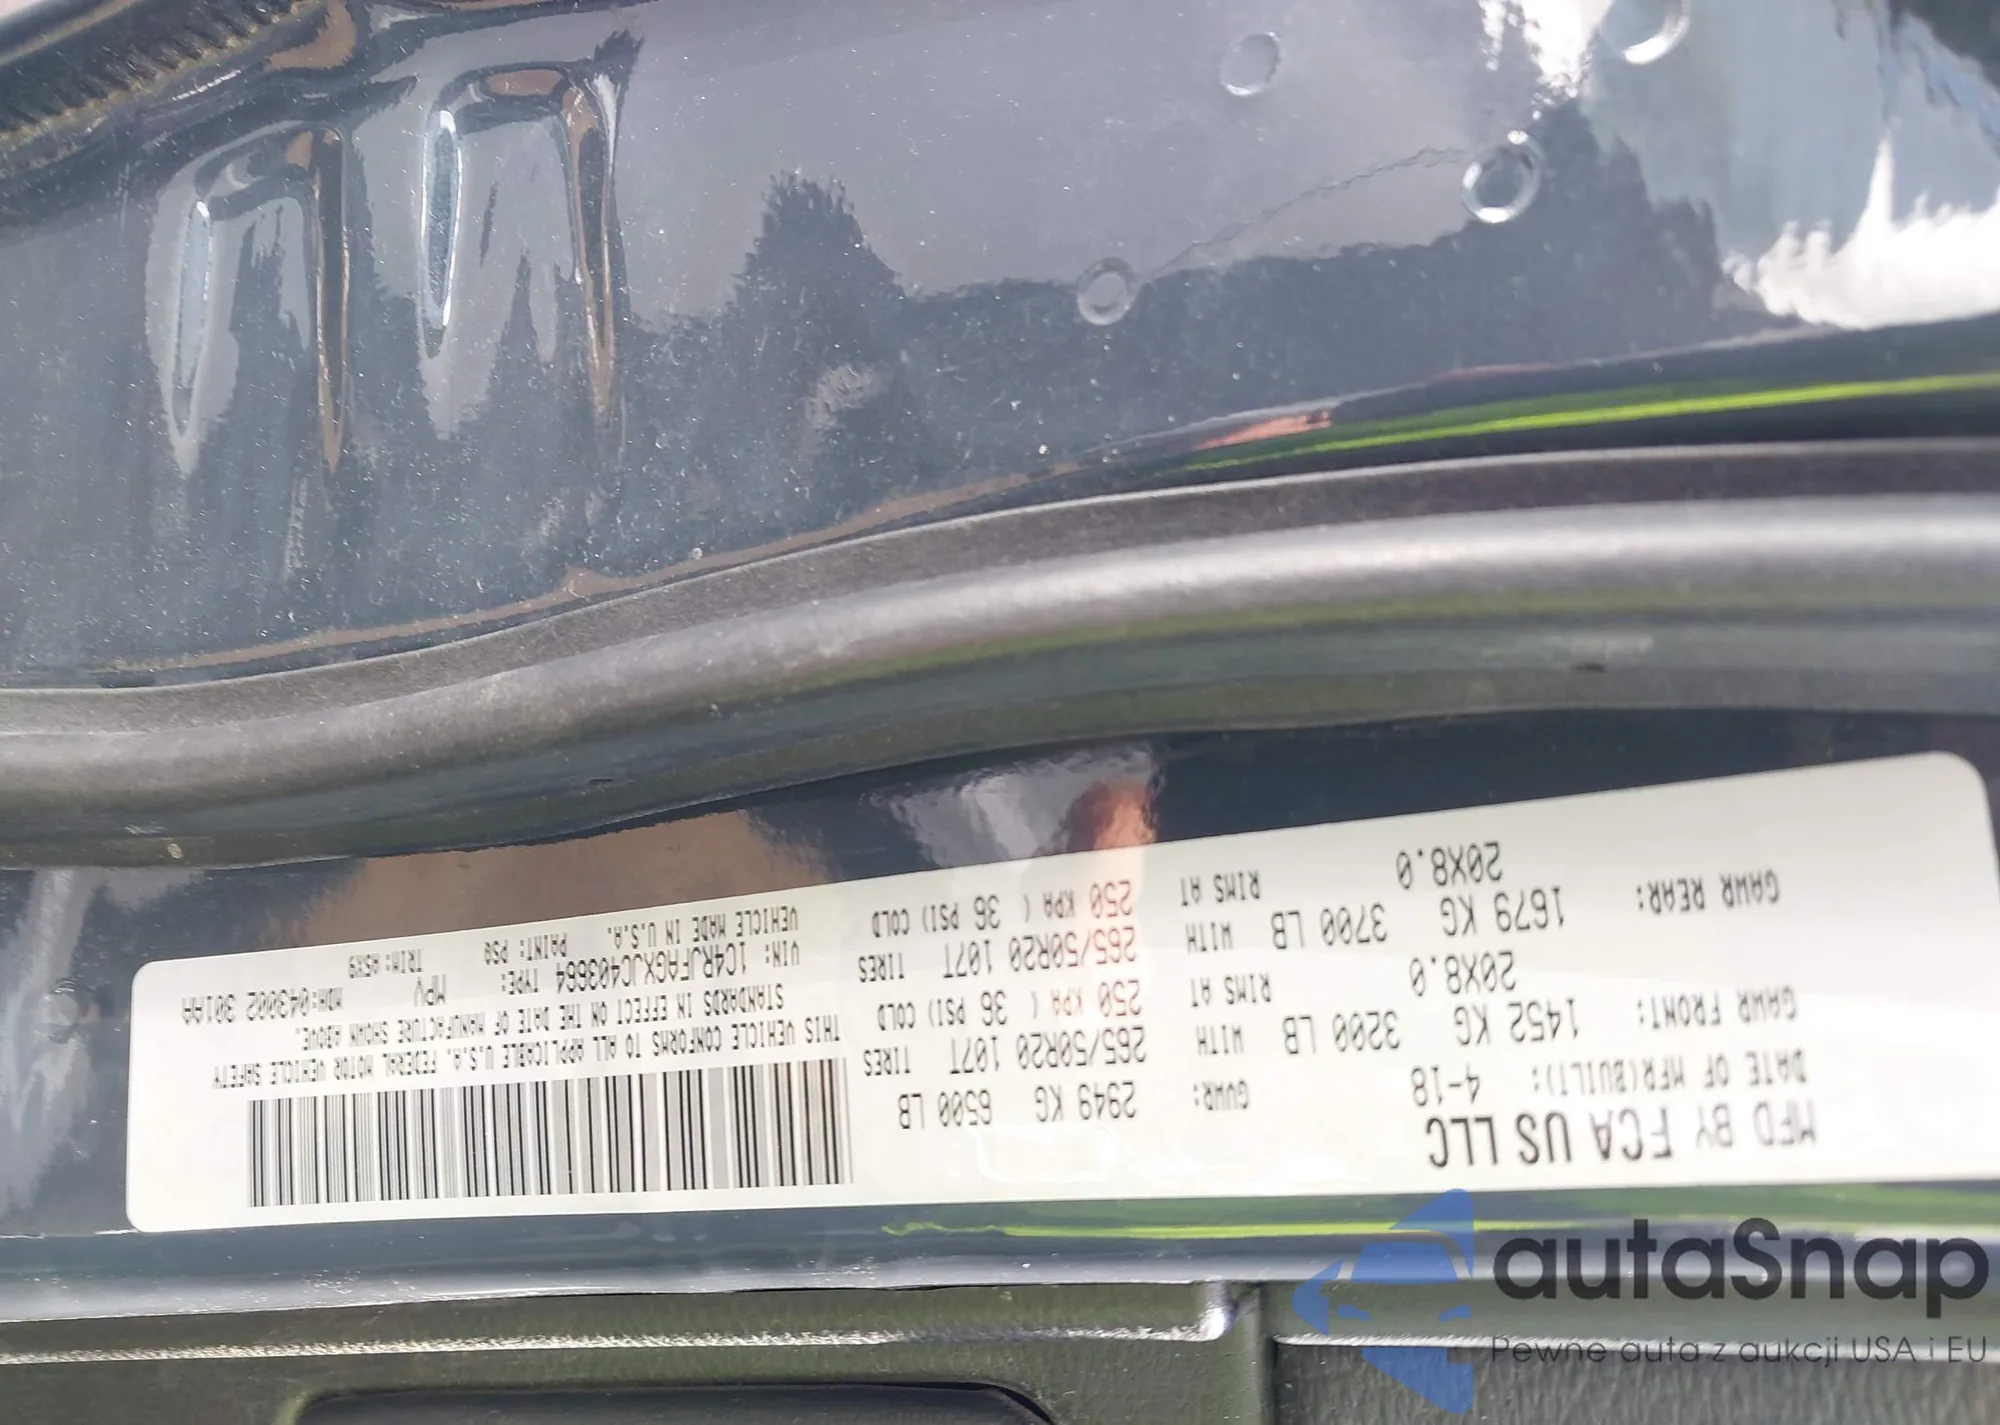 MFD BY FCA US LLC
DATE OF MFR(BUILT): 4-18 GVWR: 2949 KG 6500 LB
GAWR FRONT: WITH TIRES
1452 KG 3200 LB 265/50R20 107T
RIMS AT
20X8.0 250 KPA ( 36 PSI) COLD
GAWR REAR: WITH TIRES
1679 KG 3700 LB 265/50R20 107T
RIMS AT
20X8.0 250 KPA ( 36 PSI) COLD
THIS VEHICLE CONFORMS TO ALL APPLICABLE U.S.A. FEDERAL MOTOR VEHICLE SAFETY
STANDARDS IN EFFECT ON THE DATE OF MANUFACTURE SHOWN ABOVE.
VIN: 1C4RJFAGXJC403664 TYPE: MPV MDH:043002 301AA
VEHICLE MADE IN U.S.A. PAINT: PS9 TRIM:A5X9
autaSnap
Pewne auta z aukcji USA i EU